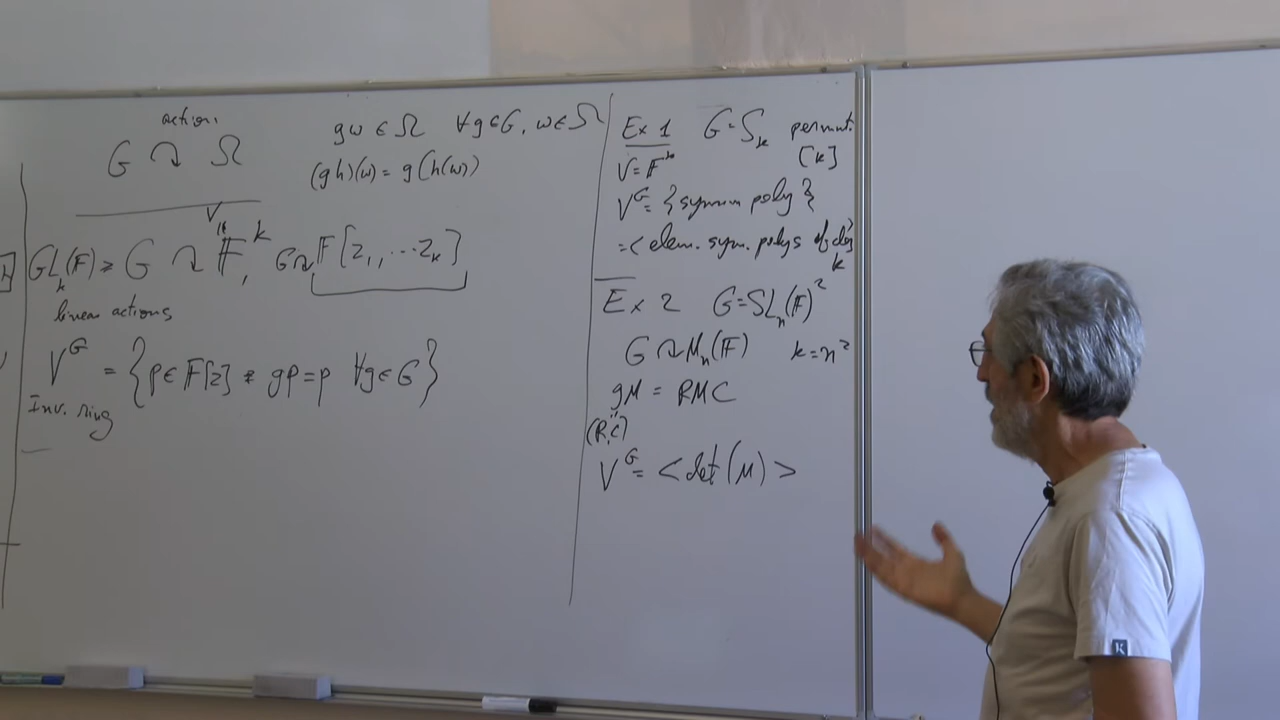 action
G ↷ Ω
gω ∈ Ω ∀g∈G, ω∈Ω
(gh)(ω) = g(h(ω))
V
GL_k(F) ≥ G ↷ F^k, G↷F[z_1, ... z_k]
linear actions
V^G = {p ∈ F[z] : gp = p ∀g ∈ G}
Inv. ring
Ex 1 G = S_k permut.
[k]
V = F^k
V^G = {symm poly}
= < elem. sym. polys of deg
k
Ex 2 G = SL_n(F)^2
G ↷ M_n(F) k = n^2
gM = RMC
(R,C)
V^G = <det(M)>
K